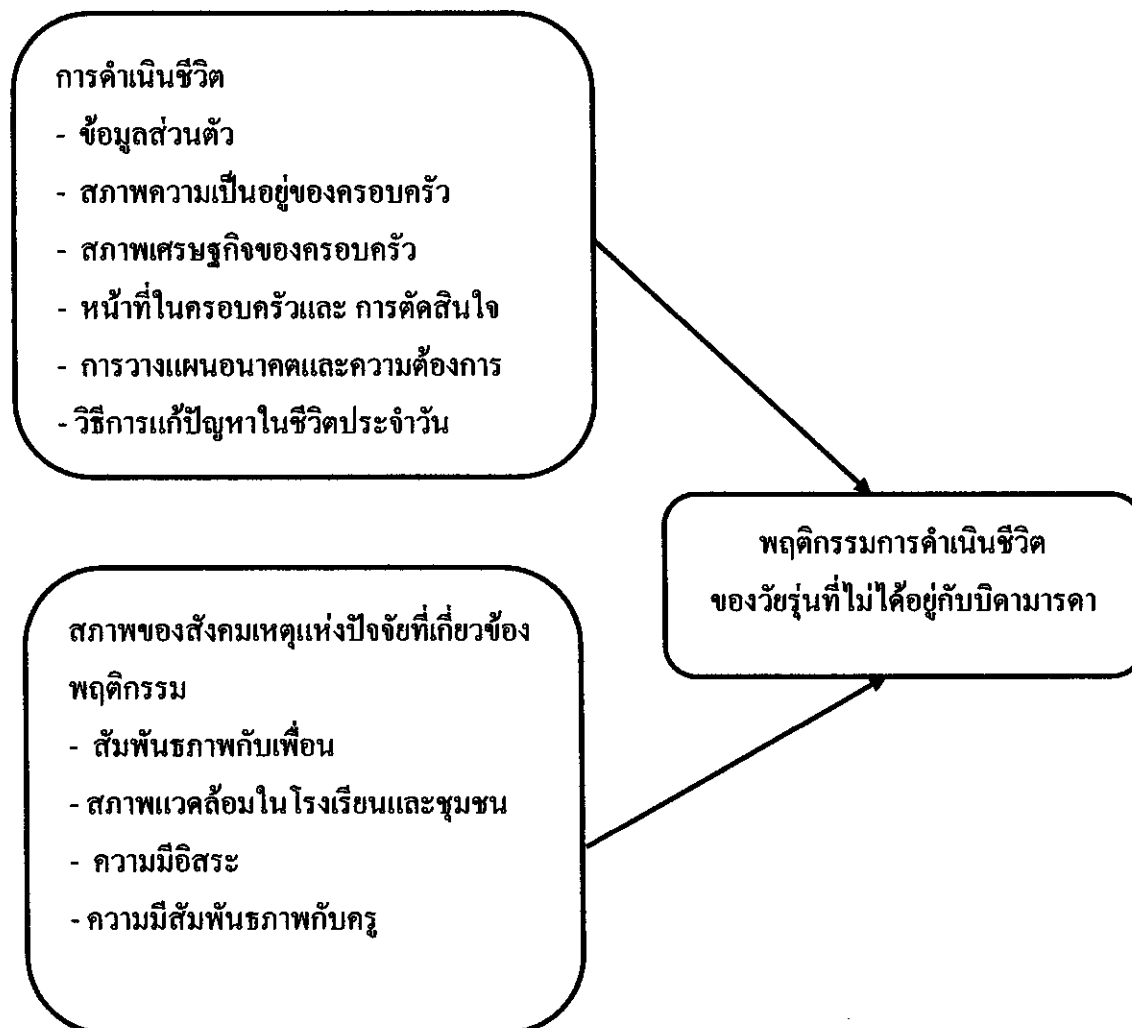 การดำเนินชีวิต
- ข้อมูลส่วนตัว
- สภาพความเป็นอยู่ของครอบครัว
- สภาพเศรษฐกิจของครอบครัว
- หน้าที่ในครอบครัวและ การตัดสินใจ
- การวางแผนอนาคตและความต้องการ
- วิธีการแก้ปัญหาในชีวิตประจำวัน
พฤติกรรมการดำเนินชีวิต
ของวัยรุ่นที่ไม่ได้อยู่กับบิดามารดา
สภาพของสังคมเหตุแห่งปัจจัยที่เกี่ยวข้อง
พฤติกรรม
- สัมพันธภาพกับเพื่อน
- สภาพแวดล้อมในโรงเรียนและชุมชน
- ความมีอิสระ
- ความมีสัมพันธภาพกับครู